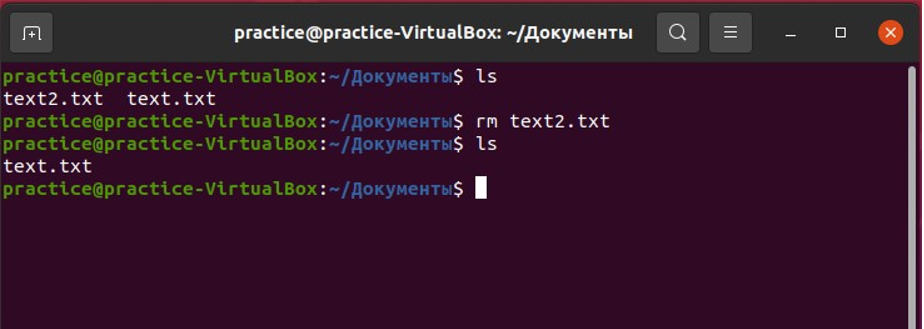 practice@practice-VirtualBox: ~/Документы
practice@practice-VirtualBox:~/Документы$ ls
text2.txt  text.txt
practice@practice-VirtualBox:~/Документы$ rm text2.txt
practice@practice-VirtualBox:~/Документы$ ls
text.txt
practice@practice-VirtualBox:~/Документы$